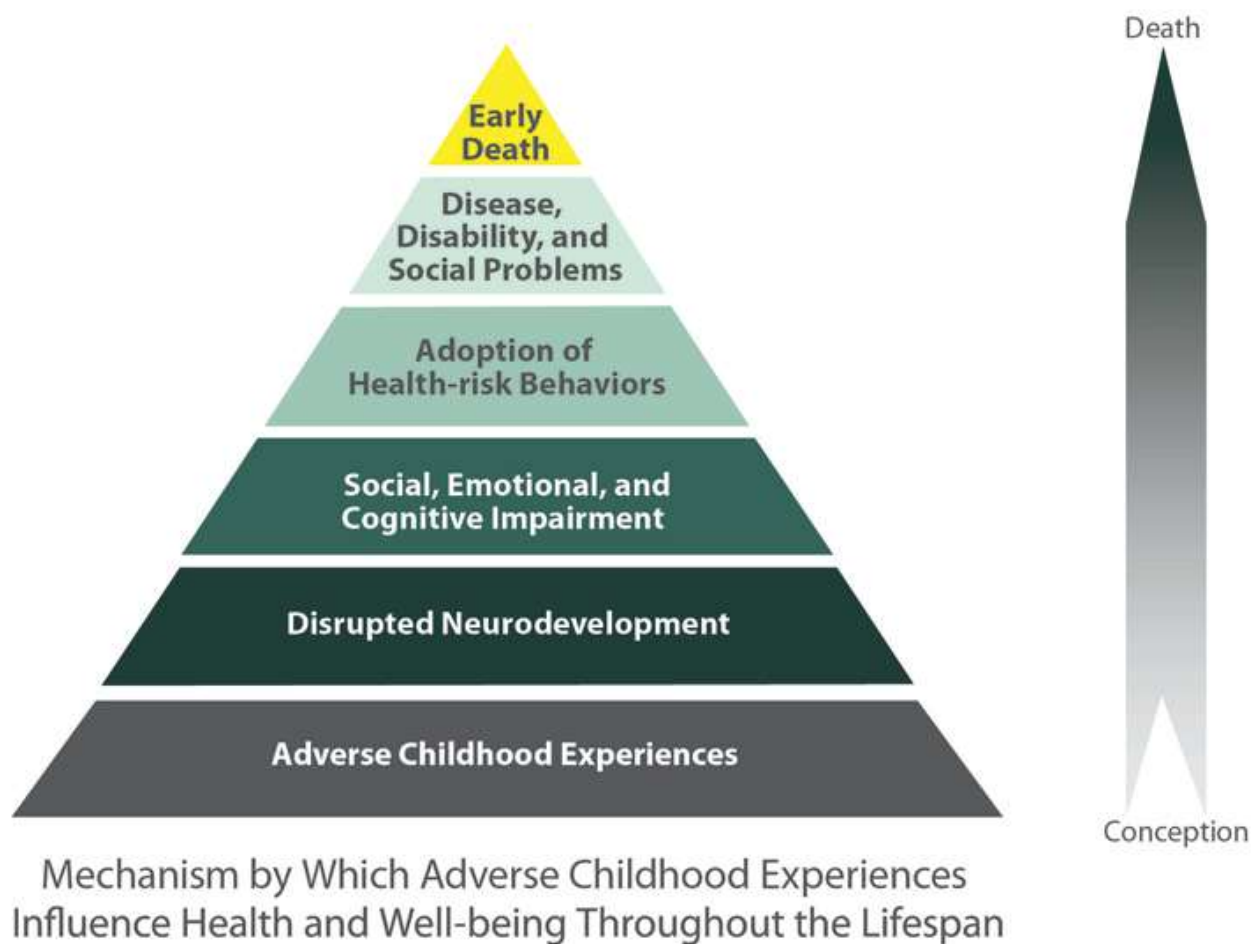 Death
Early
Death
Disease,
Disability, and
Social Problems
Adoption of
Health-risk Behaviors
Social, Emotional, and
Cognitive Impairment
Disrupted Neurodevelopment
Adverse Childhood Experiences
Conception
Mechanism by Which Adverse Childhood Experiences
Influence Health and Well-being Throughout the Lifespan